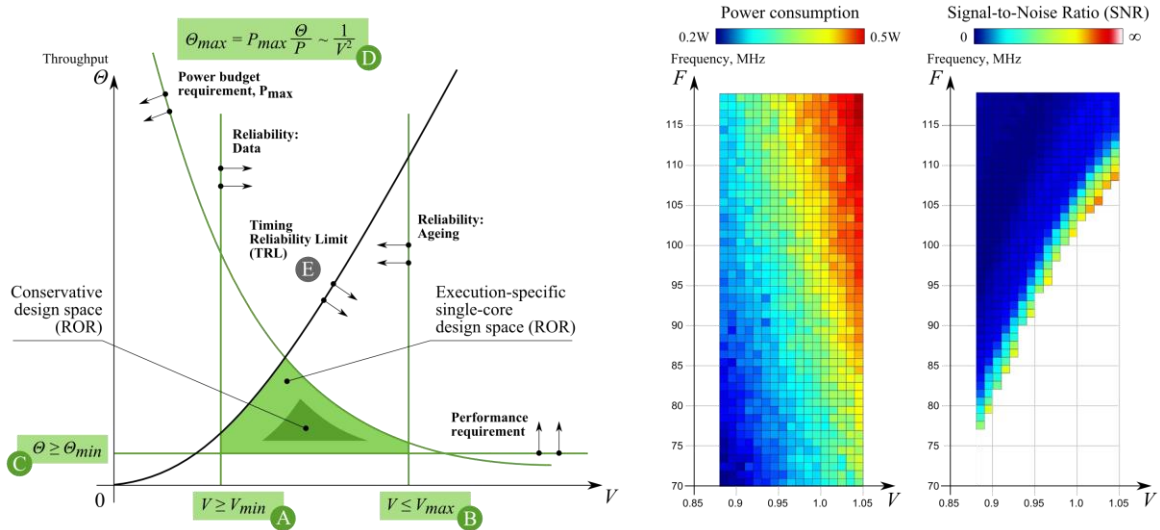 Θmax = Pmax Θ/P ~ 1/V²
D
Throughput
Θ
Power budget
requirement, Pmax
Reliability:
Data
Timing
Reliability Limit
(TRL)
E
Reliability:
Ageing
Conservative
design space
(ROR)
Execution-specific
single-core
design space (ROR)
Performance
requirement
C
Θ ≥ Θmin
0
V ≥ Vmin
A
V ≤ Vmax
B
V
Power consumption
0.2W
0.5W
Frequency, MHz
F
115
110
105
100
95
90
85
80
75
70
0.85
0.9
0.95
1.0
1.05
V
Signal-to-Noise Ratio (SNR)
0
∞
Frequency, MHz
F
115
110
105
100
95
90
85
80
75
70
0.85
0.9
0.95
1.0
1.05
V